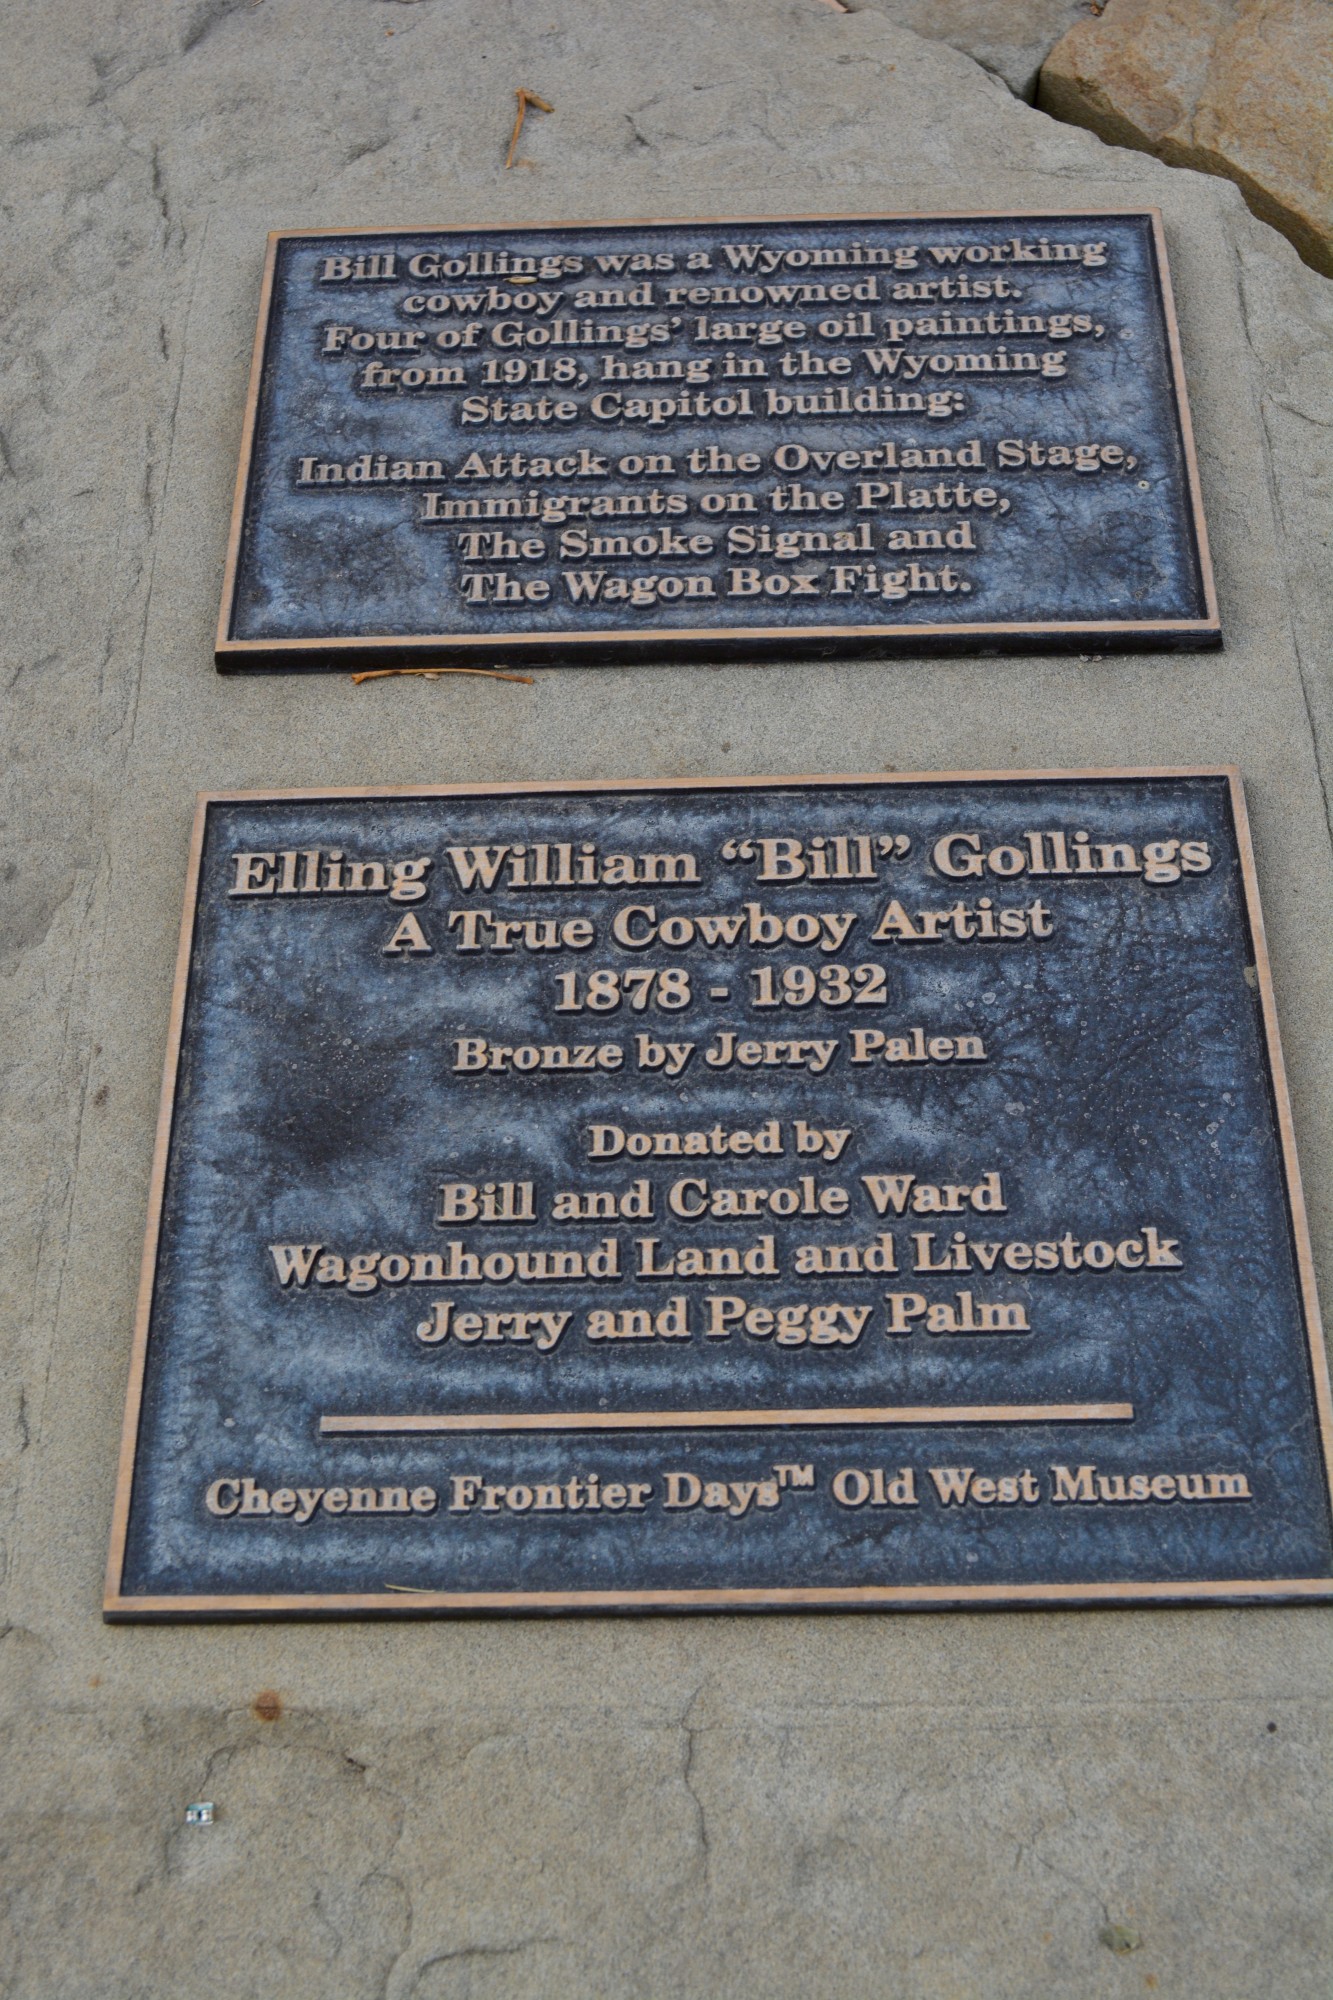 Bill Gollings was a Wyoming working
cowboy and renowned artist.
Four of Gollings' large oil paintings,
from 1918, hang in the Wyoming
State Capitol building:
Indian Attack on the Overland Stage,
Immigrants on the Platte,
The Smoke Signal and
The Wagon Box Fight.
Elling William “Bill” Gollings
A True Cowboy Artist
1878 - 1932
Bronze by Jerry Palen
Donated by
Bill and Carole Ward
Wagonhound Land and Livestock
Jerry and Peggy Palm
Cheyenne Frontier Days™ Old West Museum